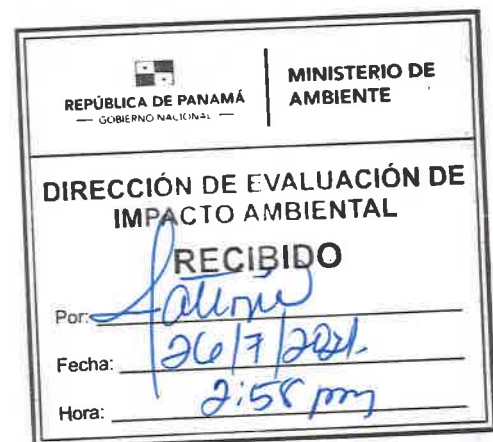 REPÚBLICA DE PANAMÁ
— GOBIERNO NACIONAL —
MINISTERIO DE
AMBIENTE
DIRECCIÓN DE EVALUACIÓN DE
IMPACTO AMBIENTAL
RECIBIDO
Por:
Fecha: 26/7/2021.
Hora: 2:58 pm